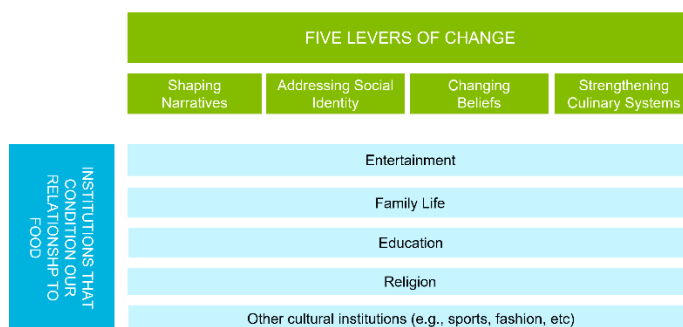 FIVE LEVERS OF CHANGE
Shaping
Narratives
Addressing Social
Identity
Changing
Beliefs
Strengthening
Culinary Systems
INSTITUTIONS THAT
CONDITION OUR
RELATIONSHP TO
FOOD
Entertainment
Family Life
Education
Religion
Other cultural institutions (e.g., sports, fashion, etc)